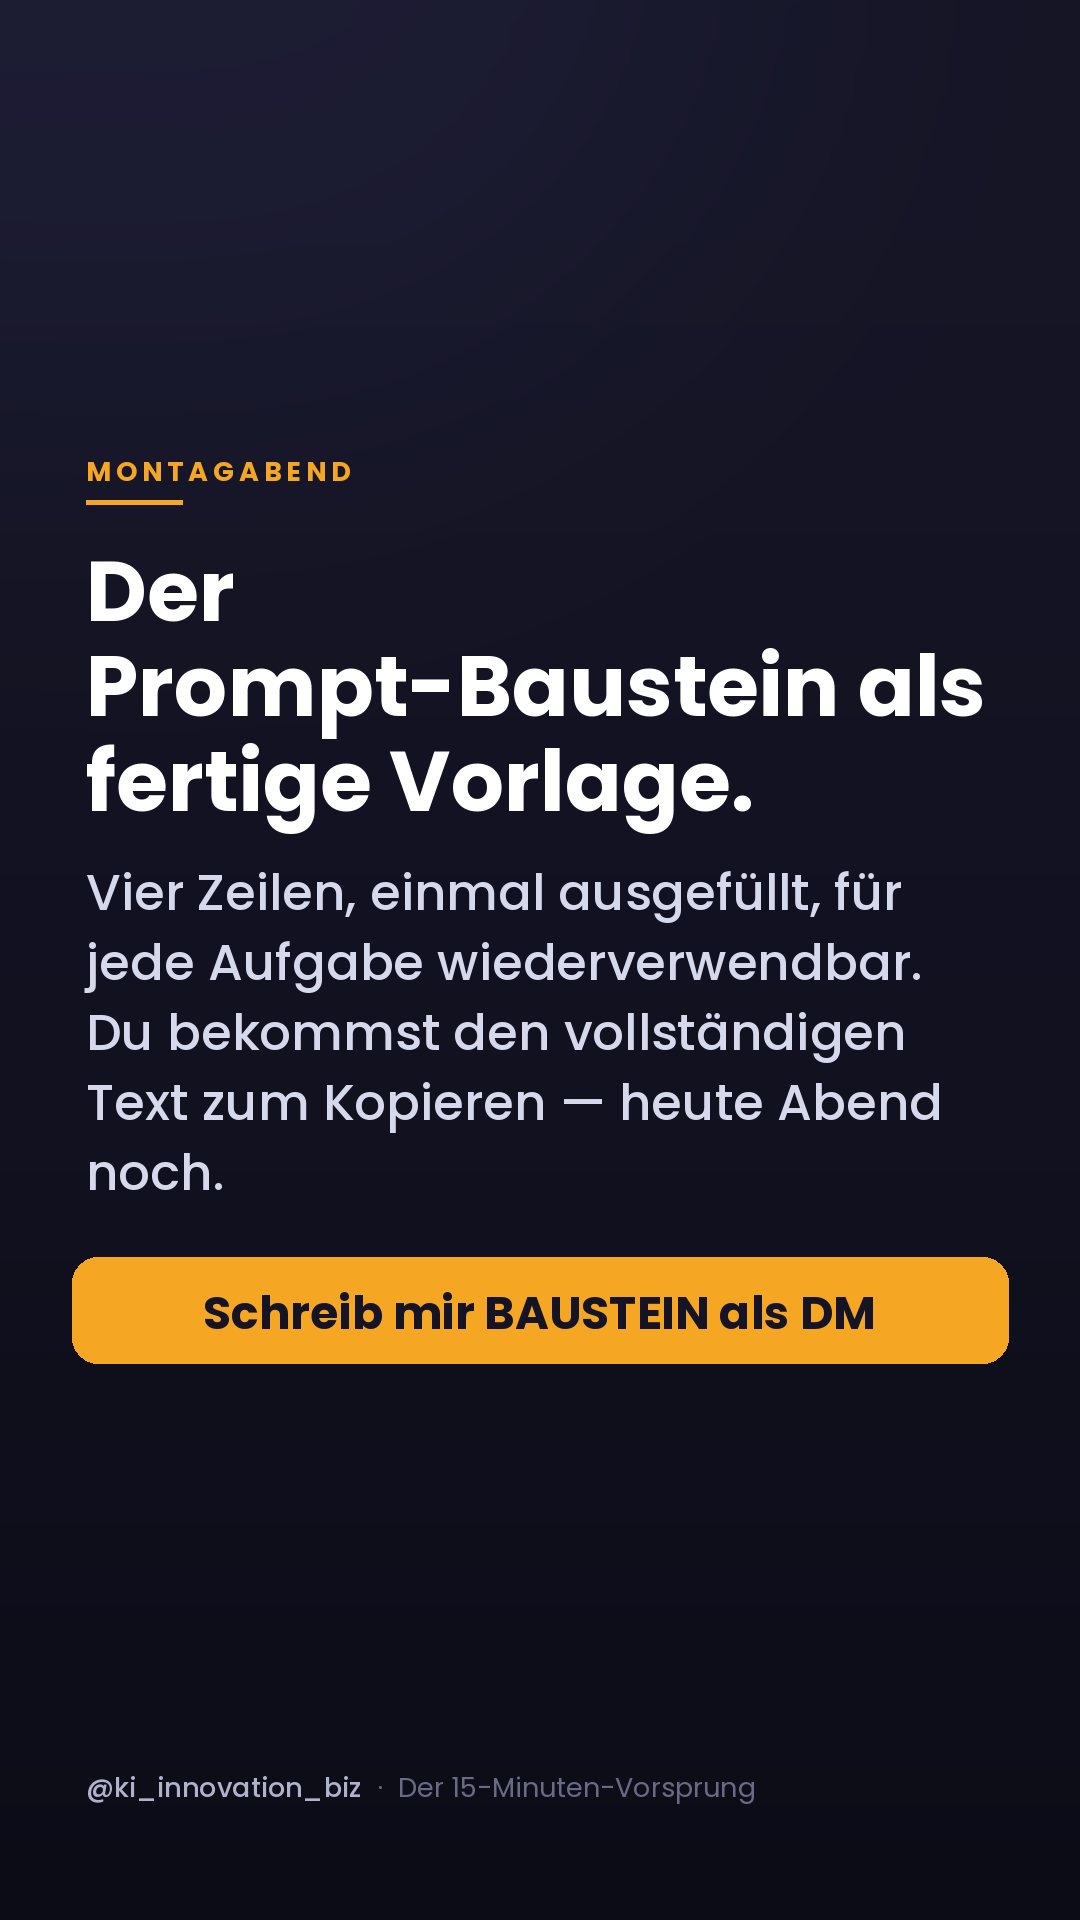 MONTAGABEND
Der
Prompt-Baustein als
fertige Vorlage.
Vier Zeilen, einmal ausgefüllt, für
jede Aufgabe wiederverwendbar.
Du bekommst den vollständigen
Text zum Kopieren — heute Abend
noch.
Schreib mir BAUSTEIN als DM
@ki_innovation_biz · Der 15-Minuten-Vorsprung